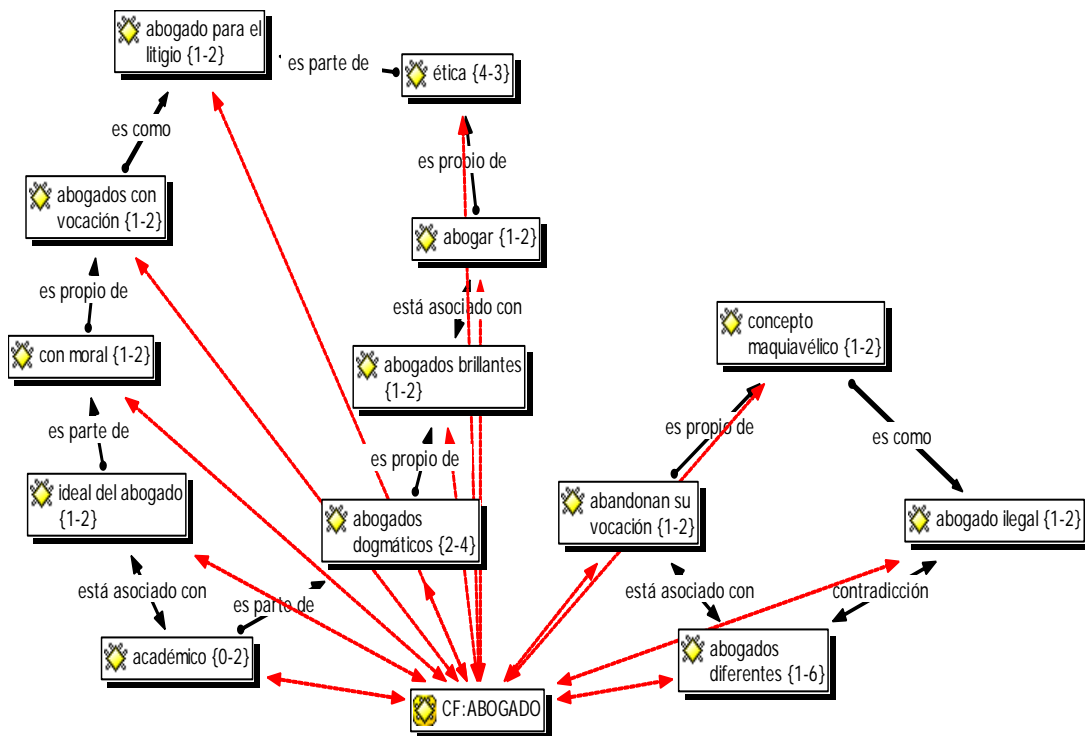 abogado para el
litigio {1-2}
es parte de
ética {4-3}
es como
es propio de
abogados con
vocación {1-2}
abogar {1-2}
es propio de
está asociado con
concepto
maquiavélico {1-2}
con moral {1-2}
abogados brillantes
{1-2}
es parte de
es propio de
es propio de
es como
ideal del abogado
{1-2}
abogados
dogmáticos {2-4}
abandonan su
vocación {1-2}
abogado ilegal {1-2}
está asociado con
es parte de
está asociado con
contradicción
académico {0-2}
abogados
diferentes {1-6}
CF:ABOGADO